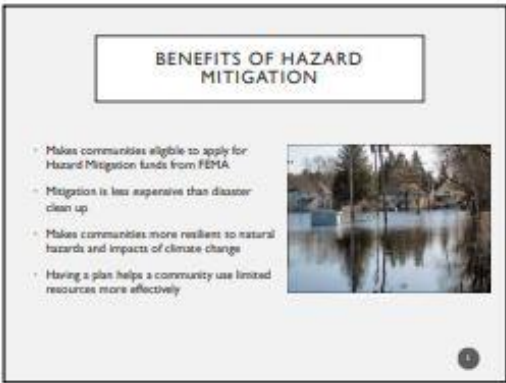 BENEFITS OF HAZARD
MITIGATION
Makes communities eligible to apply for
Hazard Mitigation funds from FEMA
Mitigation is less expensive than disaster
clean up
Makes communities more resilient to natural
hazards and impacts of climate change
Having a plan helps a community use limited
resources more effectively